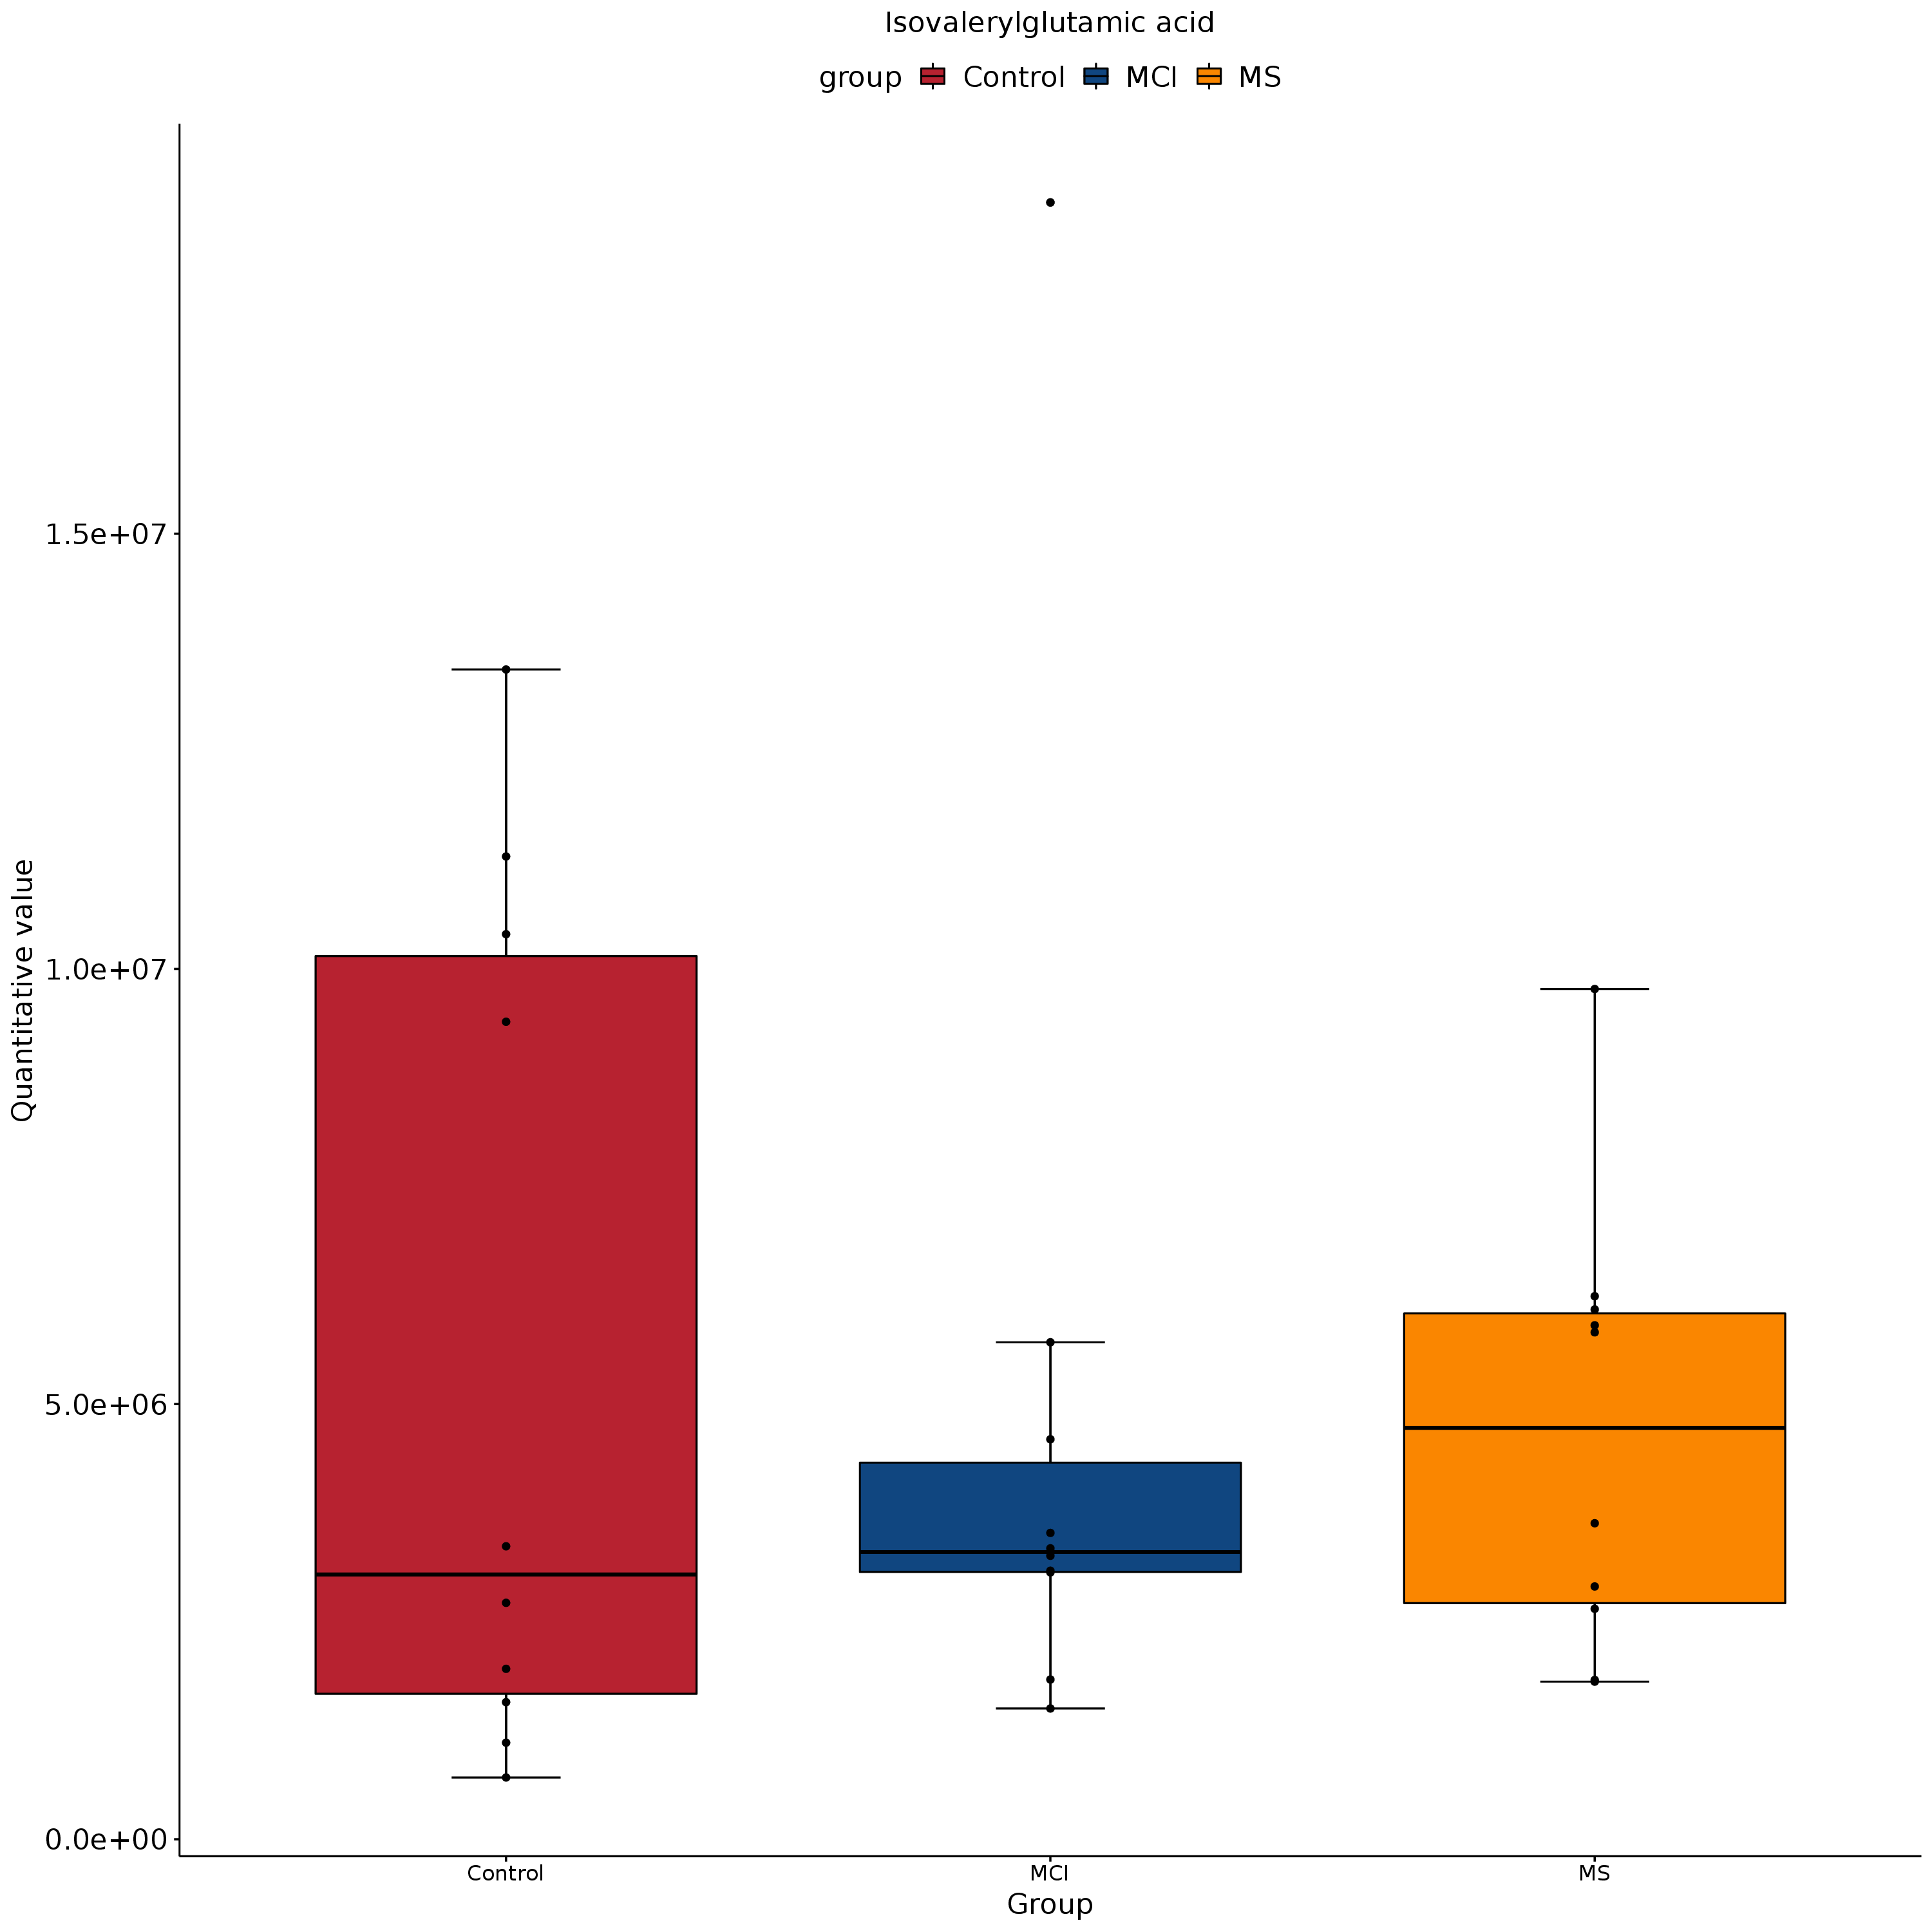 Isovalerylglutamic acid
group Control MCI MS
Quantitative value
1.5e+07
1.0e+07
5.0e+06
0.0e+00
Control MCI MS
Group